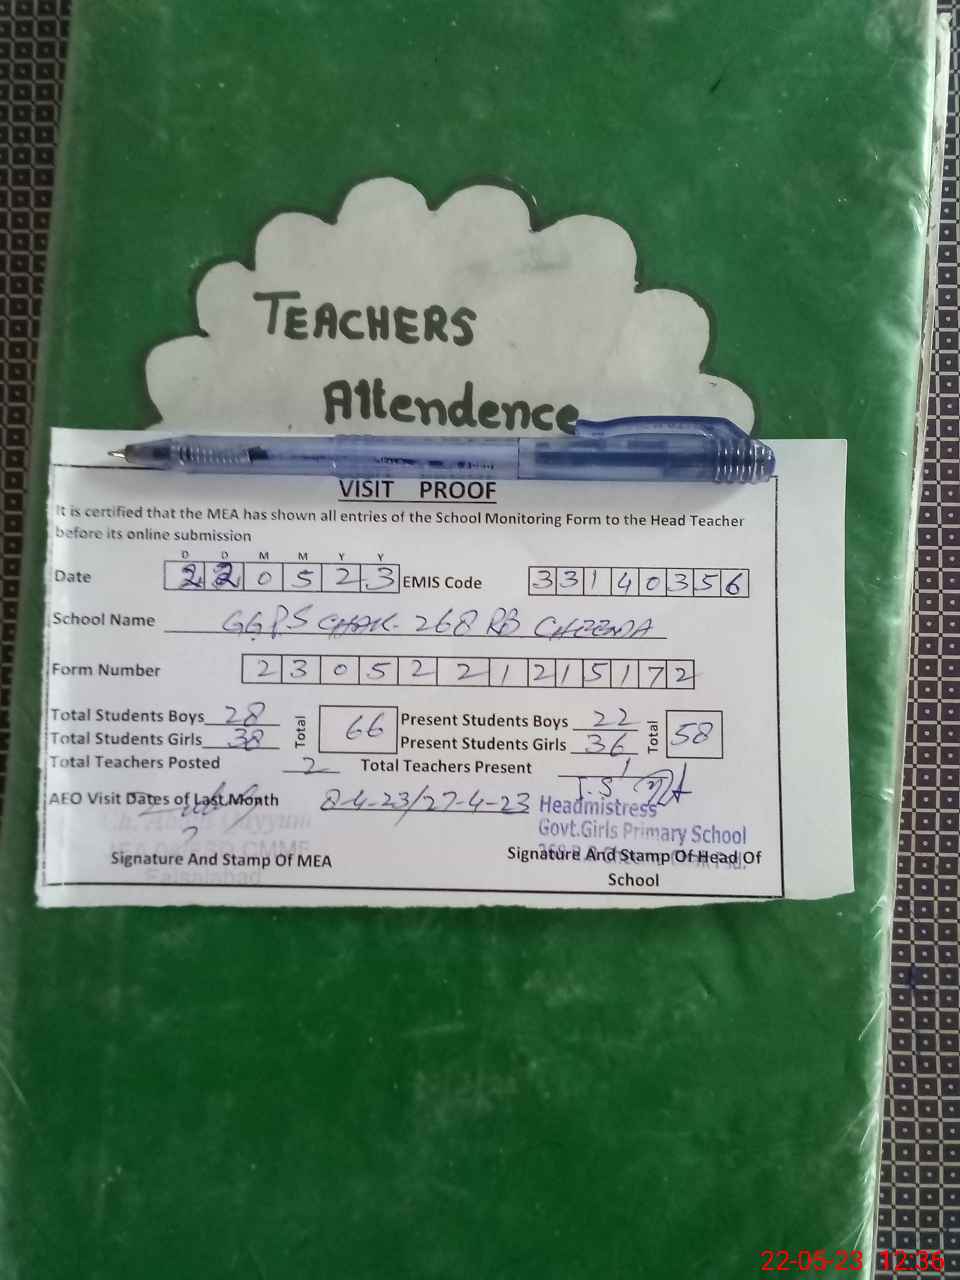 TEACHERS
Attendence
VISIT PROOF
It is certified that the MEA has shown all entries of the School Monitoring Form to the Head Teacher
before its online submission
D D M M Y Y
Date 2 2 0 5 2 3 EMIS Code 3 3 1 4 0 3 5 6
School Name GGPS CHAK. 268 RB CHEEMA
Form Number 2 3 0 5 2 2 1 2 1 5 1 7 2
Total Students Boys 28 Total 66 Present Students Boys 22 Total 58
Total Students Girls 38 Present Students Girls 36
Total Teachers Posted 2 Total Teachers Present 1
AEO Visit Dates of Last Month 8-4-23/27-4-23
Headmistress
Govt.Girls Primary School
Signature And Stamp Of MEA Signature And Stamp Of Head Of
School
Faisalabad
22-05-23 12:36